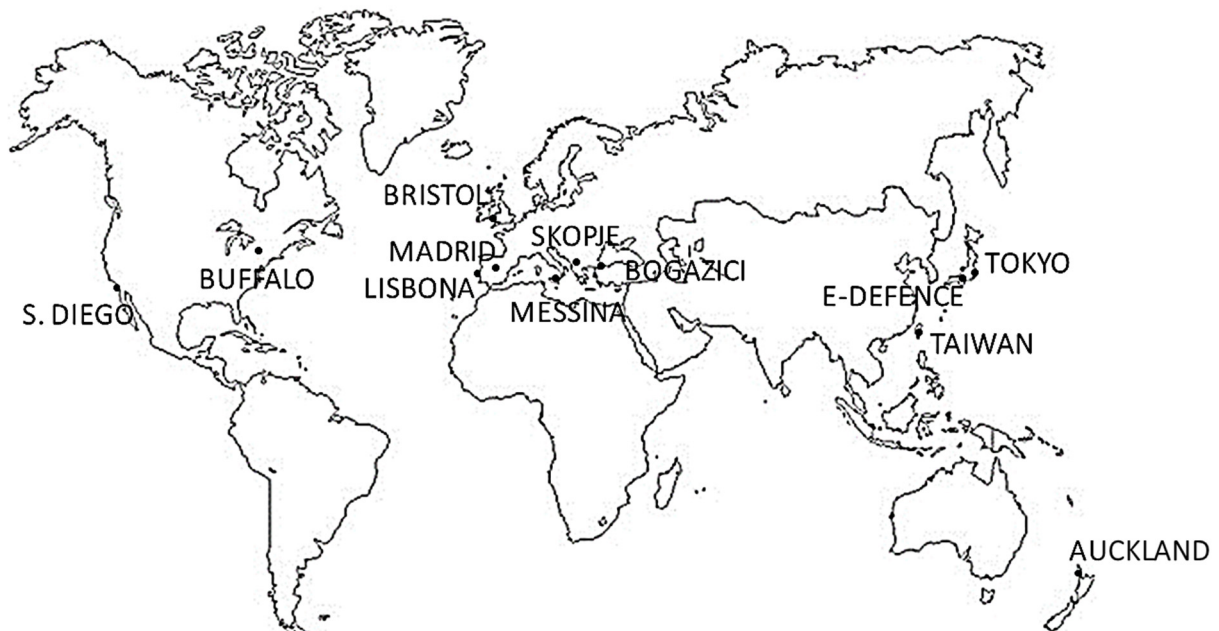 BRISTOL
SKOPJE
MADRID
BOGAZICI
TOKYO
BUFFALO
LISBONA
E-DEFENCE
S. DIEGO
MESSINA
TAIWAN
AUCKLAND